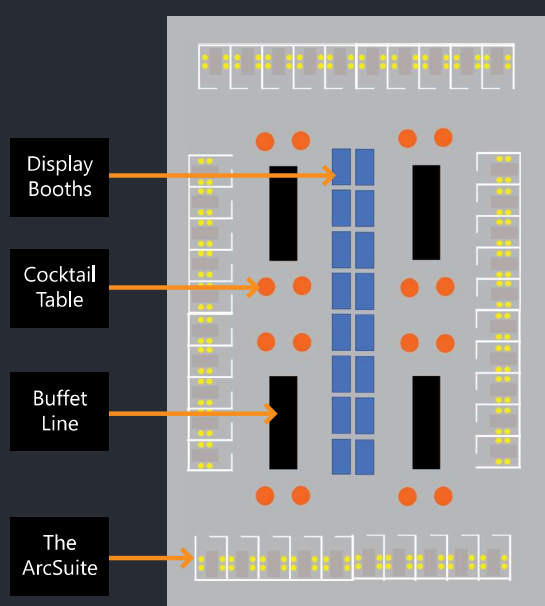 Display
Booths
Cocktail
Table
Buffet
Line
The
ArcSuite